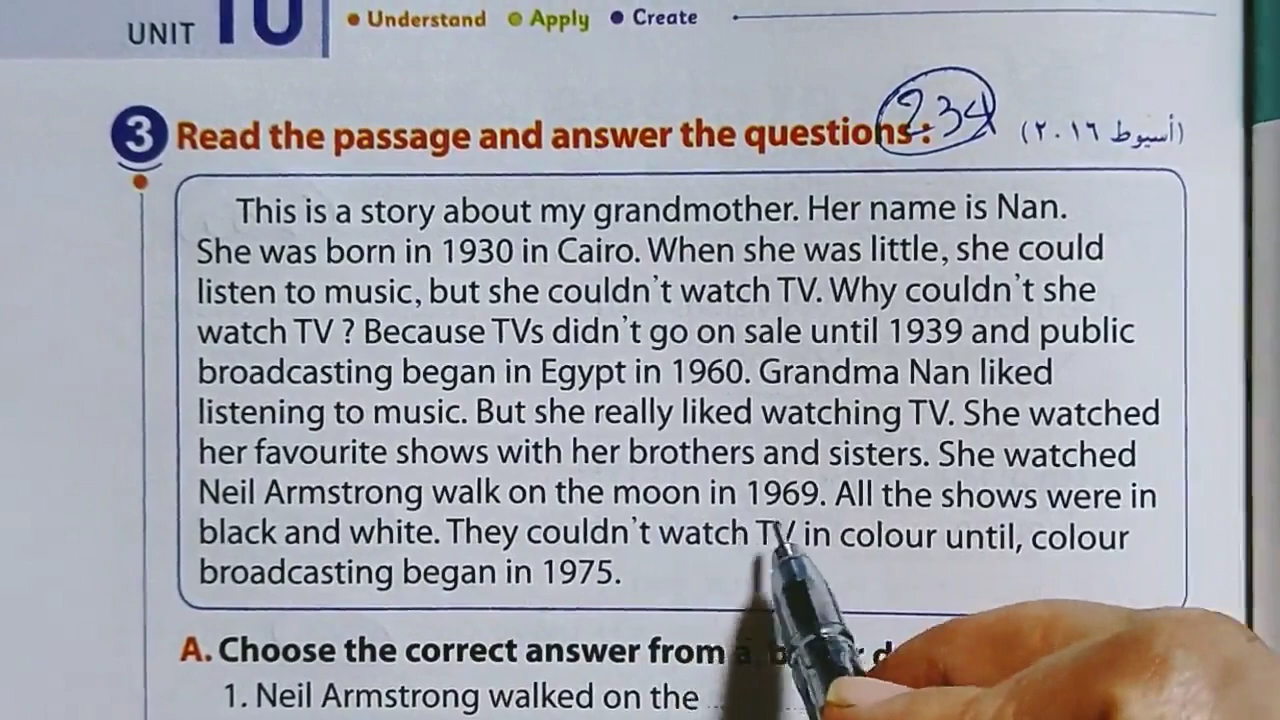 UNIT 10 • Understand • Apply • Create
3 Read the passage and answer the questions: 234 (أسيوط ٢٠١٦)
This is a story about my grandmother. Her name is Nan.
She was born in 1930 in Cairo. When she was little, she could
listen to music, but she couldn't watch TV. Why couldn't she
watch TV ? Because TVs didn't go on sale until 1939 and public
broadcasting began in Egypt in 1960. Grandma Nan liked
listening to music. But she really liked watching TV. She watched
her favourite shows with her brothers and sisters. She watched
Neil Armstrong walk on the moon in 1969. All the shows were in
black and white. They couldn't watch TV in colour until, colour
broadcasting began in 1975.
A. Choose the correct answer from a, b
1. Neil Armstrong walked on the